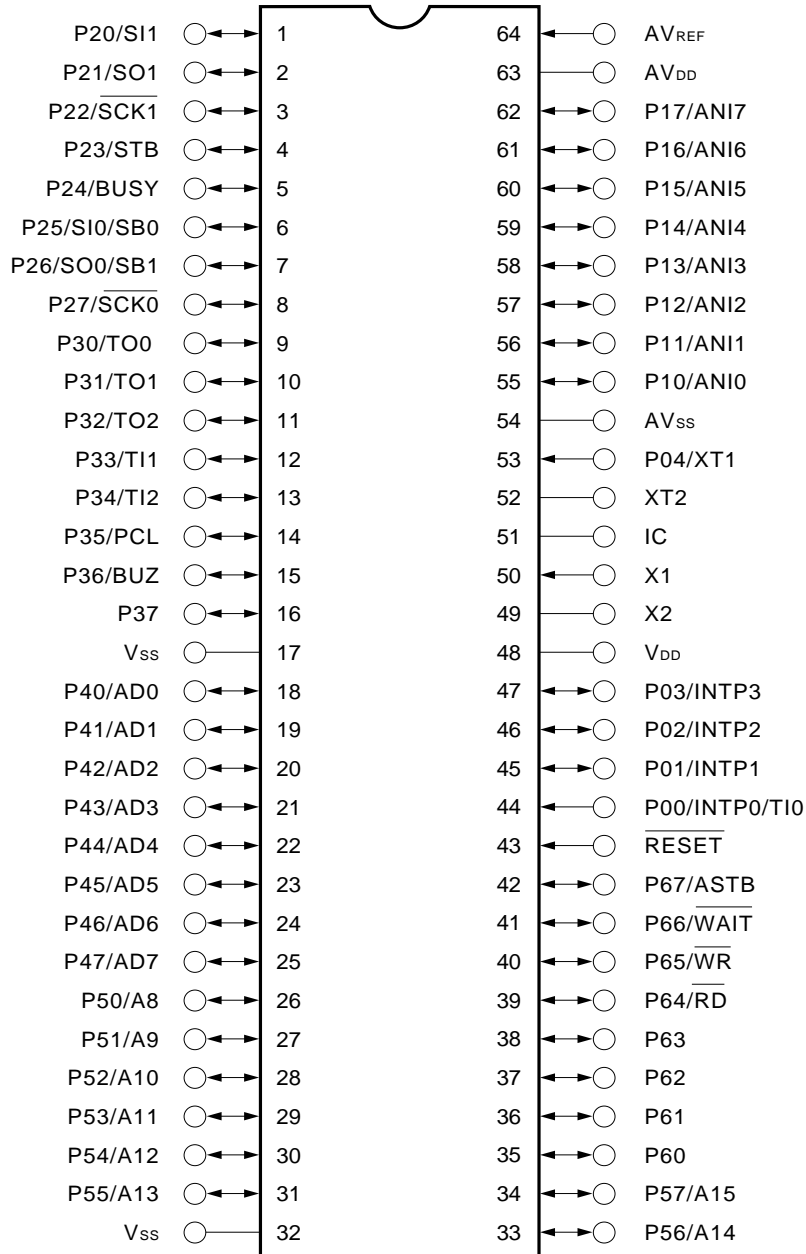 P20/SI1 1 64 AVREF
P21/SO1 2 63 AVDD
P22/SCK1 3 62 P17/ANI7
P23/STB 4 61 P16/ANI6
P24/BUSY 5 60 P15/ANI5
P25/SI0/SB0 6 59 P14/ANI4
P26/SO0/SB1 7 58 P13/ANI3
P27/SCK0 8 57 P12/ANI2
P30/TO0 9 56 P11/ANI1
P31/TO1 10 55 P10/ANI0
P32/TO2 11 54 AVSS
P33/TI1 12 53 P04/XT1
P34/TI2 13 52 XT2
P35/PCL 14 51 IC
P36/BUZ 15 50 X1
P37 16 49 X2
VSS 17 48 VDD
P40/AD0 18 47 P03/INTP3
P41/AD1 19 46 P02/INTP2
P42/AD2 20 45 P01/INTP1
P43/AD3 21 44 P00/INTP0/TI0
P44/AD4 22 43 RESET
P45/AD5 23 42 P67/ASTB
P46/AD6 24 41 P66/WAIT
P47/AD7 25 40 P65/WR
P50/A8 26 39 P64/RD
P51/A9 27 38 P63
P52/A10 28 37 P62
P53/A11 29 36 P61
P54/A12 30 35 P60
P55/A13 31 34 P57/A15
VSS 32 33 P56/A14